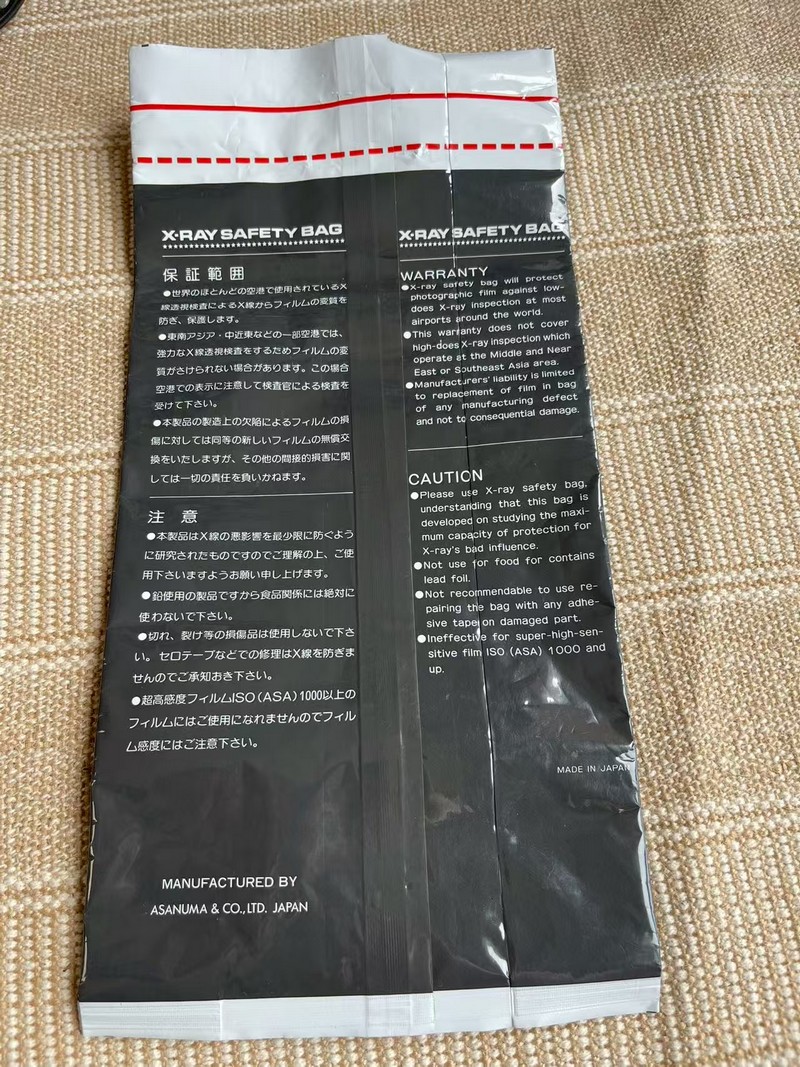 X-RAY SAFETY BAG
保証範囲
●世界のほとんどの空港で使用されているX
線透視検査によるX線からフィルムの変質を
防ぎ、保護します。
●東南アジア・中近東などの一部空港では、
強力なX線透視検査をするためフィルムの変
質がさけられない場合があります。この場合
空港での表示に注意して検査官による検査を
受けて下さい。
●本製品の製造上の欠陥によるフィルムの損
傷に対しては同等の新しいフィルムの無償交
換をいたしますが、その他の間接的損害に関
しては一切の責任を負いかねます。
注意
●本製品はX線の悪影響を最少限に防ぐよう
に研究されたものですのでご理解の上、ご使
用下さいますようお願い申し上げます。
●鉛使用の製品ですから食品関係には絶対に
使わないで下さい。
●切れ、裂け等の損傷品は使用しないで下さ
い。セロテープなどでの修理はX線を防ぎま
せんのでご承知おき下さい。
●超高感度フィルムISO(ASA)1000以上の
フィルムにはご使用になれませんのでフィル
ム感度にはご注意下さい。
MANUFACTURED BY
ASANUMA & CO.,LTD. JAPAN
X-RAY SAFETY BAG
WARRANTY
●X-ray safety bag will protect
photographic film against low-
does X-ray inspection at most
airports around the world.
●This warranty does not cover
high-does X-ray inspection which
operate at the Middle and Near
East or Southeast Asia area.
●Manufacturers' liability is limited
to replacement of film in bag
of any manufacturing defect
and not to consequential damage.
CAUTION
●Please use X-ray safety bag,
understanding that this bag is
developed on studying the maxi-
mum capacity of protection for
X-ray's bad influence.
●Not use for food for contains
lead foil.
●Not recommendable to use re-
pairing the bag with any adhe-
sive tape on damaged part.
●Ineffective for super-high-sen-
sitive film ISO (ASA) 1000 and
up.
MADE IN JAPAN